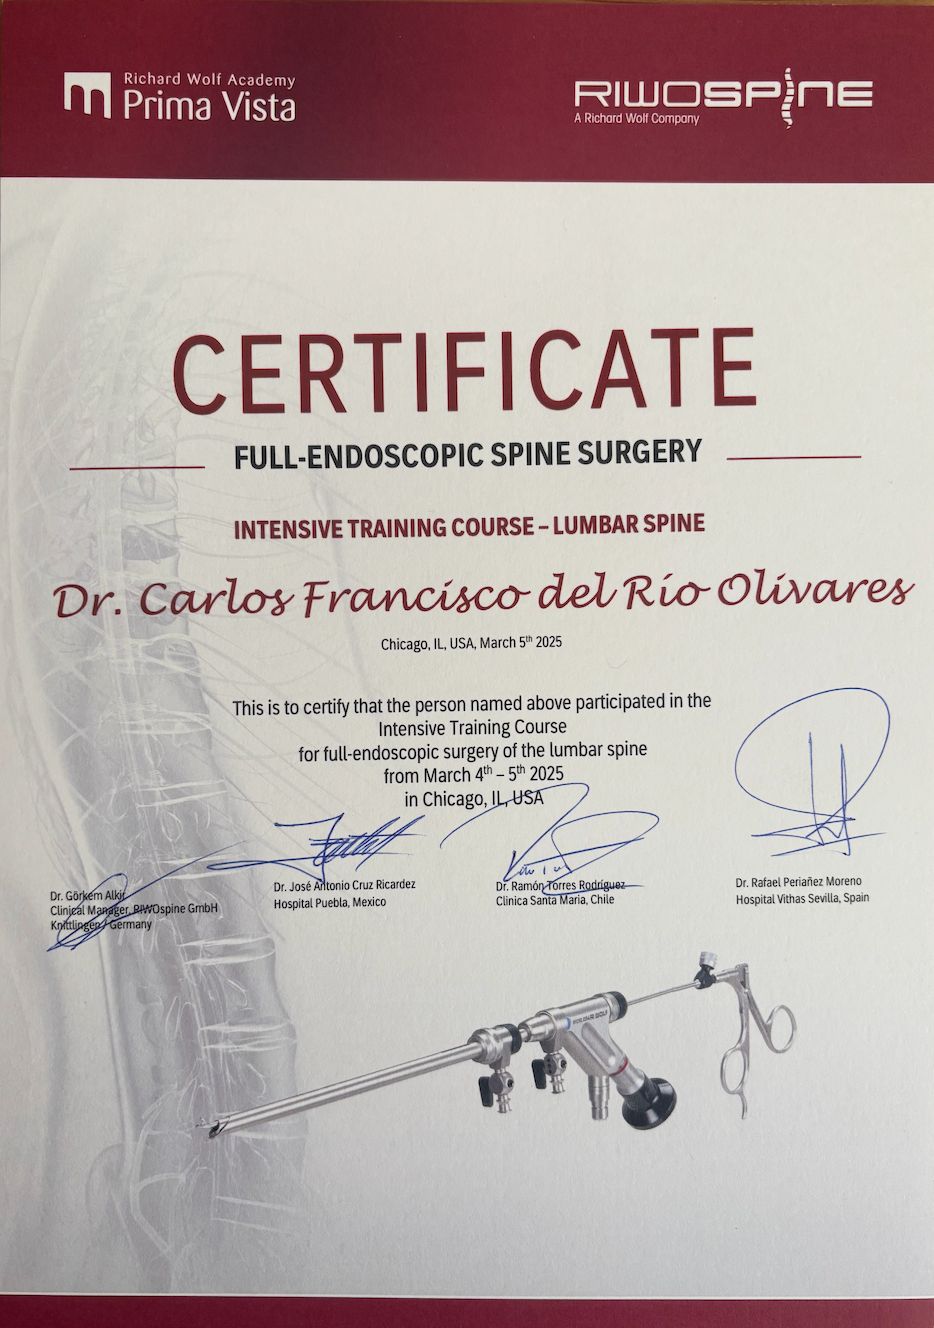 Richard Wolf Academy
Prima Vista
RIWOSPINE
A Richard Wolf Company
CERTIFICATE
FULL-ENDOSCOPIC SPINE SURGERY
INTENSIVE TRAINING COURSE – LUMBAR SPINE
Dr. Carlos Francisco del Río Olivares
Chicago, IL, USA, March 5th 2025
This is to certify that the person named above participated in the
Intensive Training Course
for full-endoscopic surgery of the lumbar spine
from March 4th – 5th 2025
in Chicago, IL, USA
Dr. Görkem Alkir
Clinical Manager, RIWOspine GmbH
Knittlingen / Germany
Dr. José Antonio Cruz Ricardez
Hospital Puebla, Mexico
Dr. Ramón Torres Rodríguez
Clinica Santa Maria, Chile
Dr. Rafael Periañez Moreno
Hospital Vithas Sevilla, Spain